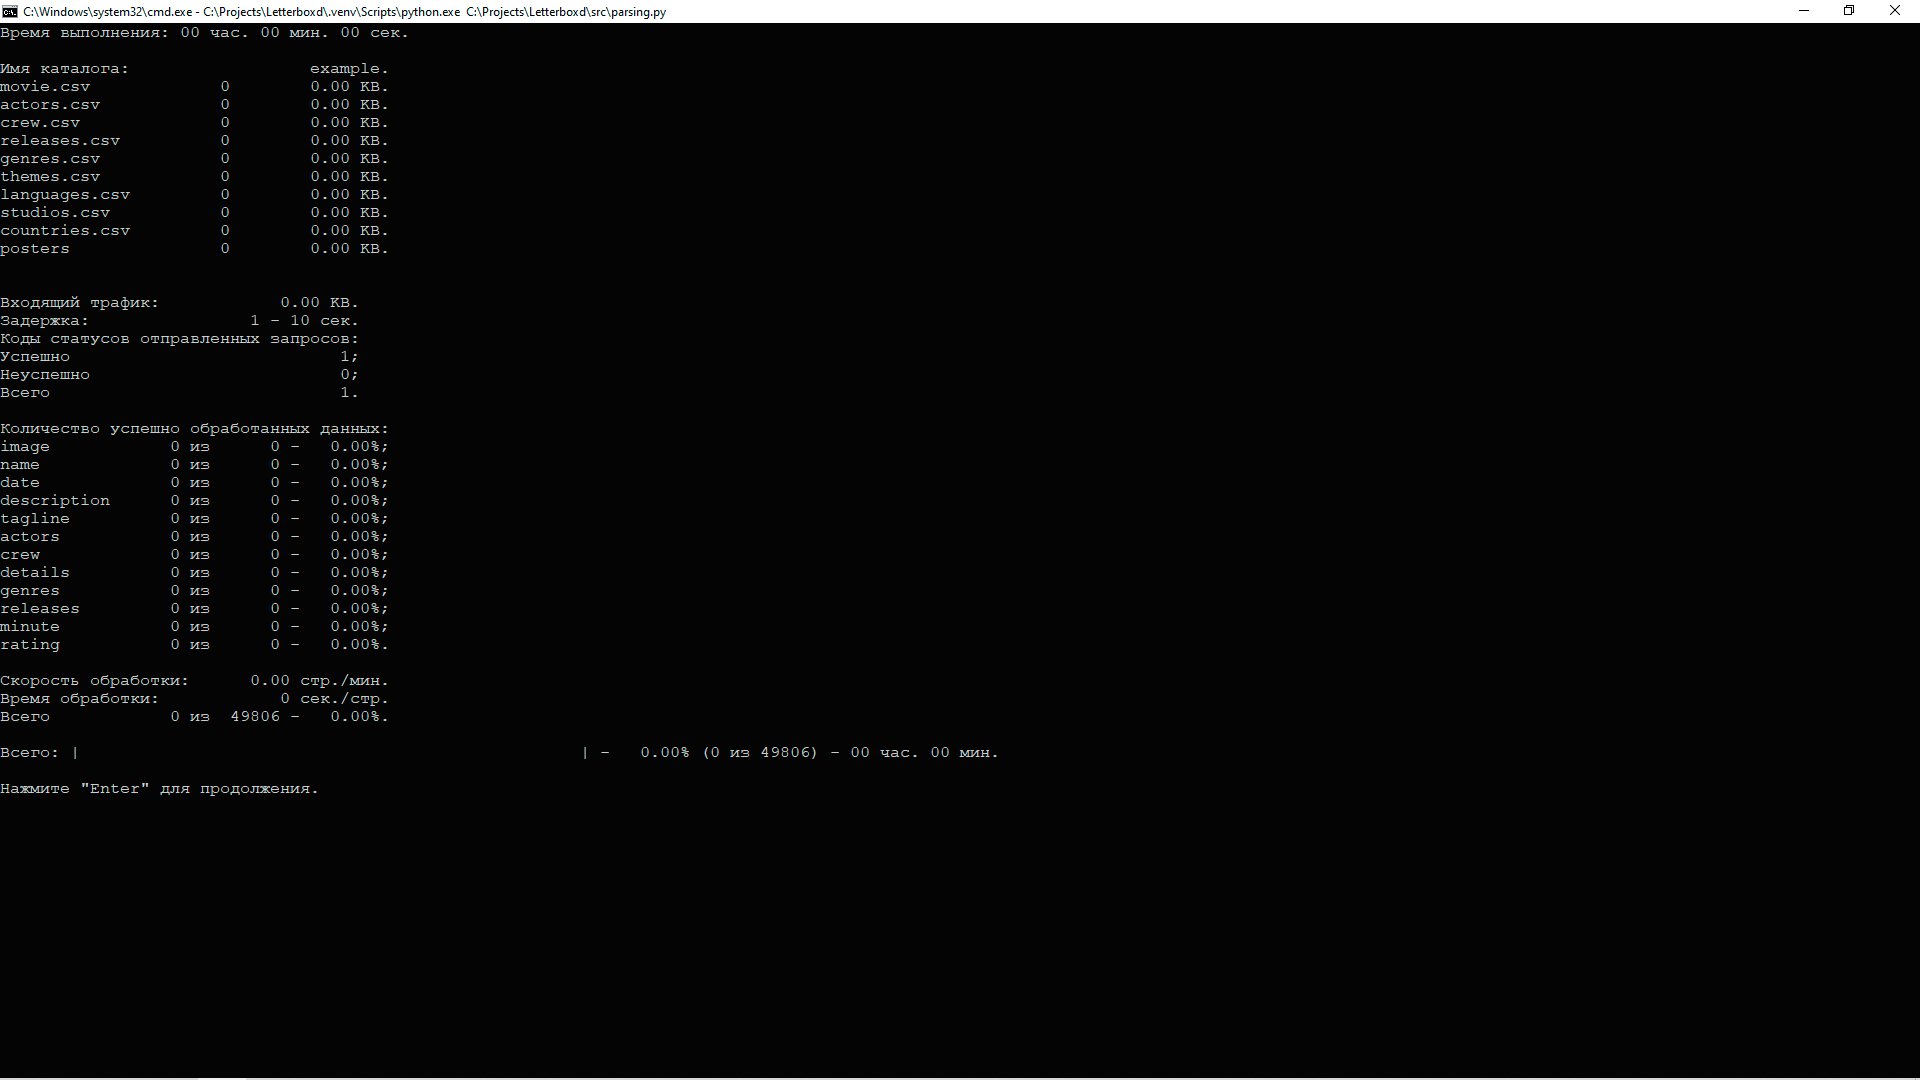 C:\Windows\system32\cmd.exe - C:\Projects\Letterboxd\.venv\Scripts\python.exe C:\Projects\Letterboxd\src\parsing.py
Время выполнения: 00 час. 00 мин. 00 сек.
Имя каталога: example.
movie.csv 0 0.00 KB.
actors.csv 0 0.00 KB.
crew.csv 0 0.00 KB.
releases.csv 0 0.00 KB.
genres.csv 0 0.00 KB.
themes.csv 0 0.00 KB.
languages.csv 0 0.00 KB.
studios.csv 0 0.00 KB.
countries.csv 0 0.00 KB.
posters 0 0.00 KB.
Входящий трафик: 0.00 KB.
Задержка: 1 - 10 сек.
Коды статусов отправленных запросов:
Успешно 1;
Неуспешно 0;
Всего 1.
Количество успешно обработанных данных:
image 0 из 0 - 0.00%;
name 0 из 0 - 0.00%;
date 0 из 0 - 0.00%;
description 0 из 0 - 0.00%;
tagline 0 из 0 - 0.00%;
actors 0 из 0 - 0.00%;
crew 0 из 0 - 0.00%;
details 0 из 0 - 0.00%;
genres 0 из 0 - 0.00%;
releases 0 из 0 - 0.00%;
minute 0 из 0 - 0.00%;
rating 0 из 0 - 0.00%.
Скорость обработки: 0.00 стр./мин.
Время обработки: 0 сек./стр.
Всего 0 из 49806 - 0.00%.
Всего: | | - 0.00% (0 из 49806) - 00 час. 00 мин.
Нажмите "Enter" для продолжения.